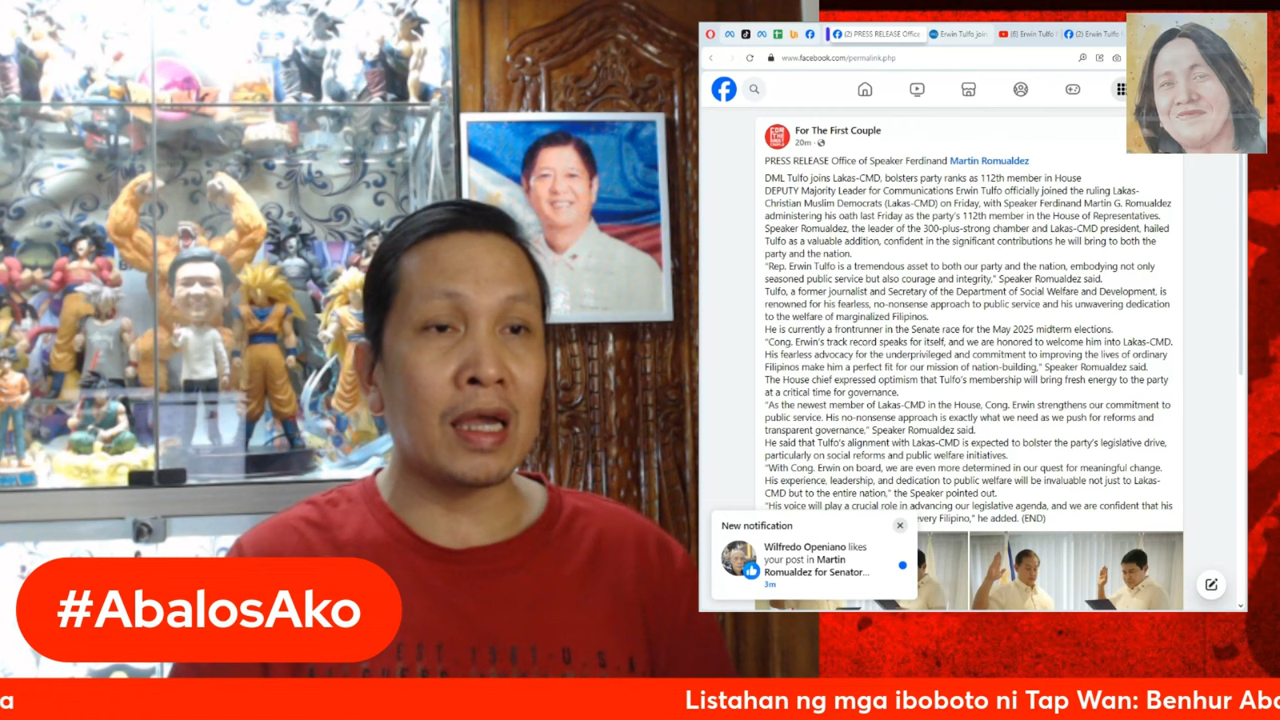 (2) PRESS RELEASE Office
Erwin Tulfo join
(6) Erwin Tulfo
(2) Erwin Tulfo
www.facebook.com/permalink.php
For The First Couple
20m
PRESS RELEASE Office of Speaker Ferdinand Martin Romualdez
DML Tulfo joins Lakas-CMD, bolsters party ranks as 112th member in House
DEPUTY Majority Leader for Communications Erwin Tulfo officially joined the ruling Lakas-
Christian Muslim Democrats (Lakas-CMD) on Friday, with Speaker Ferdinand Martin G. Romualdez
administering his oath last Friday as the party's 112th member in the House of Representatives.
Speaker Romualdez, the leader of the 300-plus-strong chamber and Lakas-CMD president, hailed
Tulfo as a valuable addition, confident in the significant contributions he will bring to both the
party and the nation.
"Rep. Erwin Tulfo is a tremendous asset to both our party and the nation, embodying not only
seasoned public service but also courage and integrity," Speaker Romualdez said.
Tulfo, a former journalist and Secretary of the Department of Social Welfare and Development, is
renowned for his fearless, no-nonsense approach to public service and his unwavering dedication
to the welfare of marginalized Filipinos.
He is currently a frontrunner in the Senate race for the May 2025 midterm elections.
"Cong. Erwin's track record speaks for itself, and we are honored to welcome him into Lakas-CMD.
His fearless advocacy for the underprivileged and commitment to improving the lives of ordinary
Filipinos make him a perfect fit for our mission of nation-building," Speaker Romualdez said.
The House chief expressed optimism that Tulfo's membership will bring fresh energy to the party
at a critical time for governance.
"As the newest member of Lakas-CMD in the House, Cong. Erwin strengthens our commitment to
public service. His no-nonsense approach is exactly what we need as we push for reforms and
transparent governance," Speaker Romualdez said.
He said that Tulfo's alignment with Lakas-CMD is expected to bolster the party's legislative drive,
particularly on social reforms and public welfare initiatives.
"With Cong. Erwin on board, we are even more determined in our quest for meaningful change.
His experience, leadership, and dedication to public welfare will be invaluable not just to Lakas-
CMD but to the entire nation," the Speaker pointed out.
"His voice will play a crucial role in advancing our legislative agenda, and we are confident that his
every Filipino," he added. (END)
New notification
Wilfredo Openiano likes
your post in Martin
Romualdez for Senator...
3m
#AbalosAko
a
Listahan ng mga iboboto ni Tap Wan: Benhur Aba